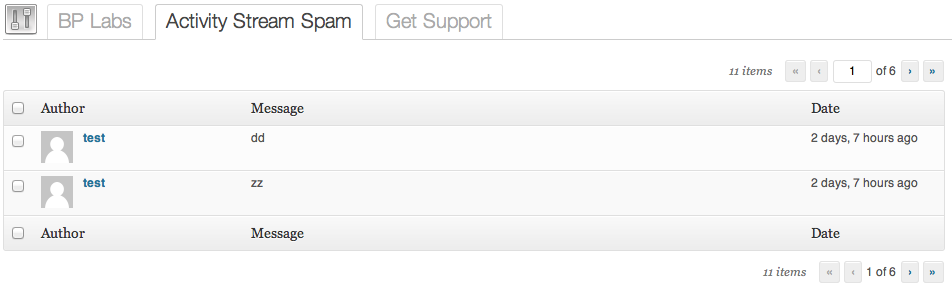 BP Labs Activity Stream Spam Get Support
11 items « ‹ 1 of 6 › »
Author Message Date
test dd 2 days, 7 hours ago
test zz 2 days, 7 hours ago
Author Message Date
11 items « ‹ 1 of 6 › »